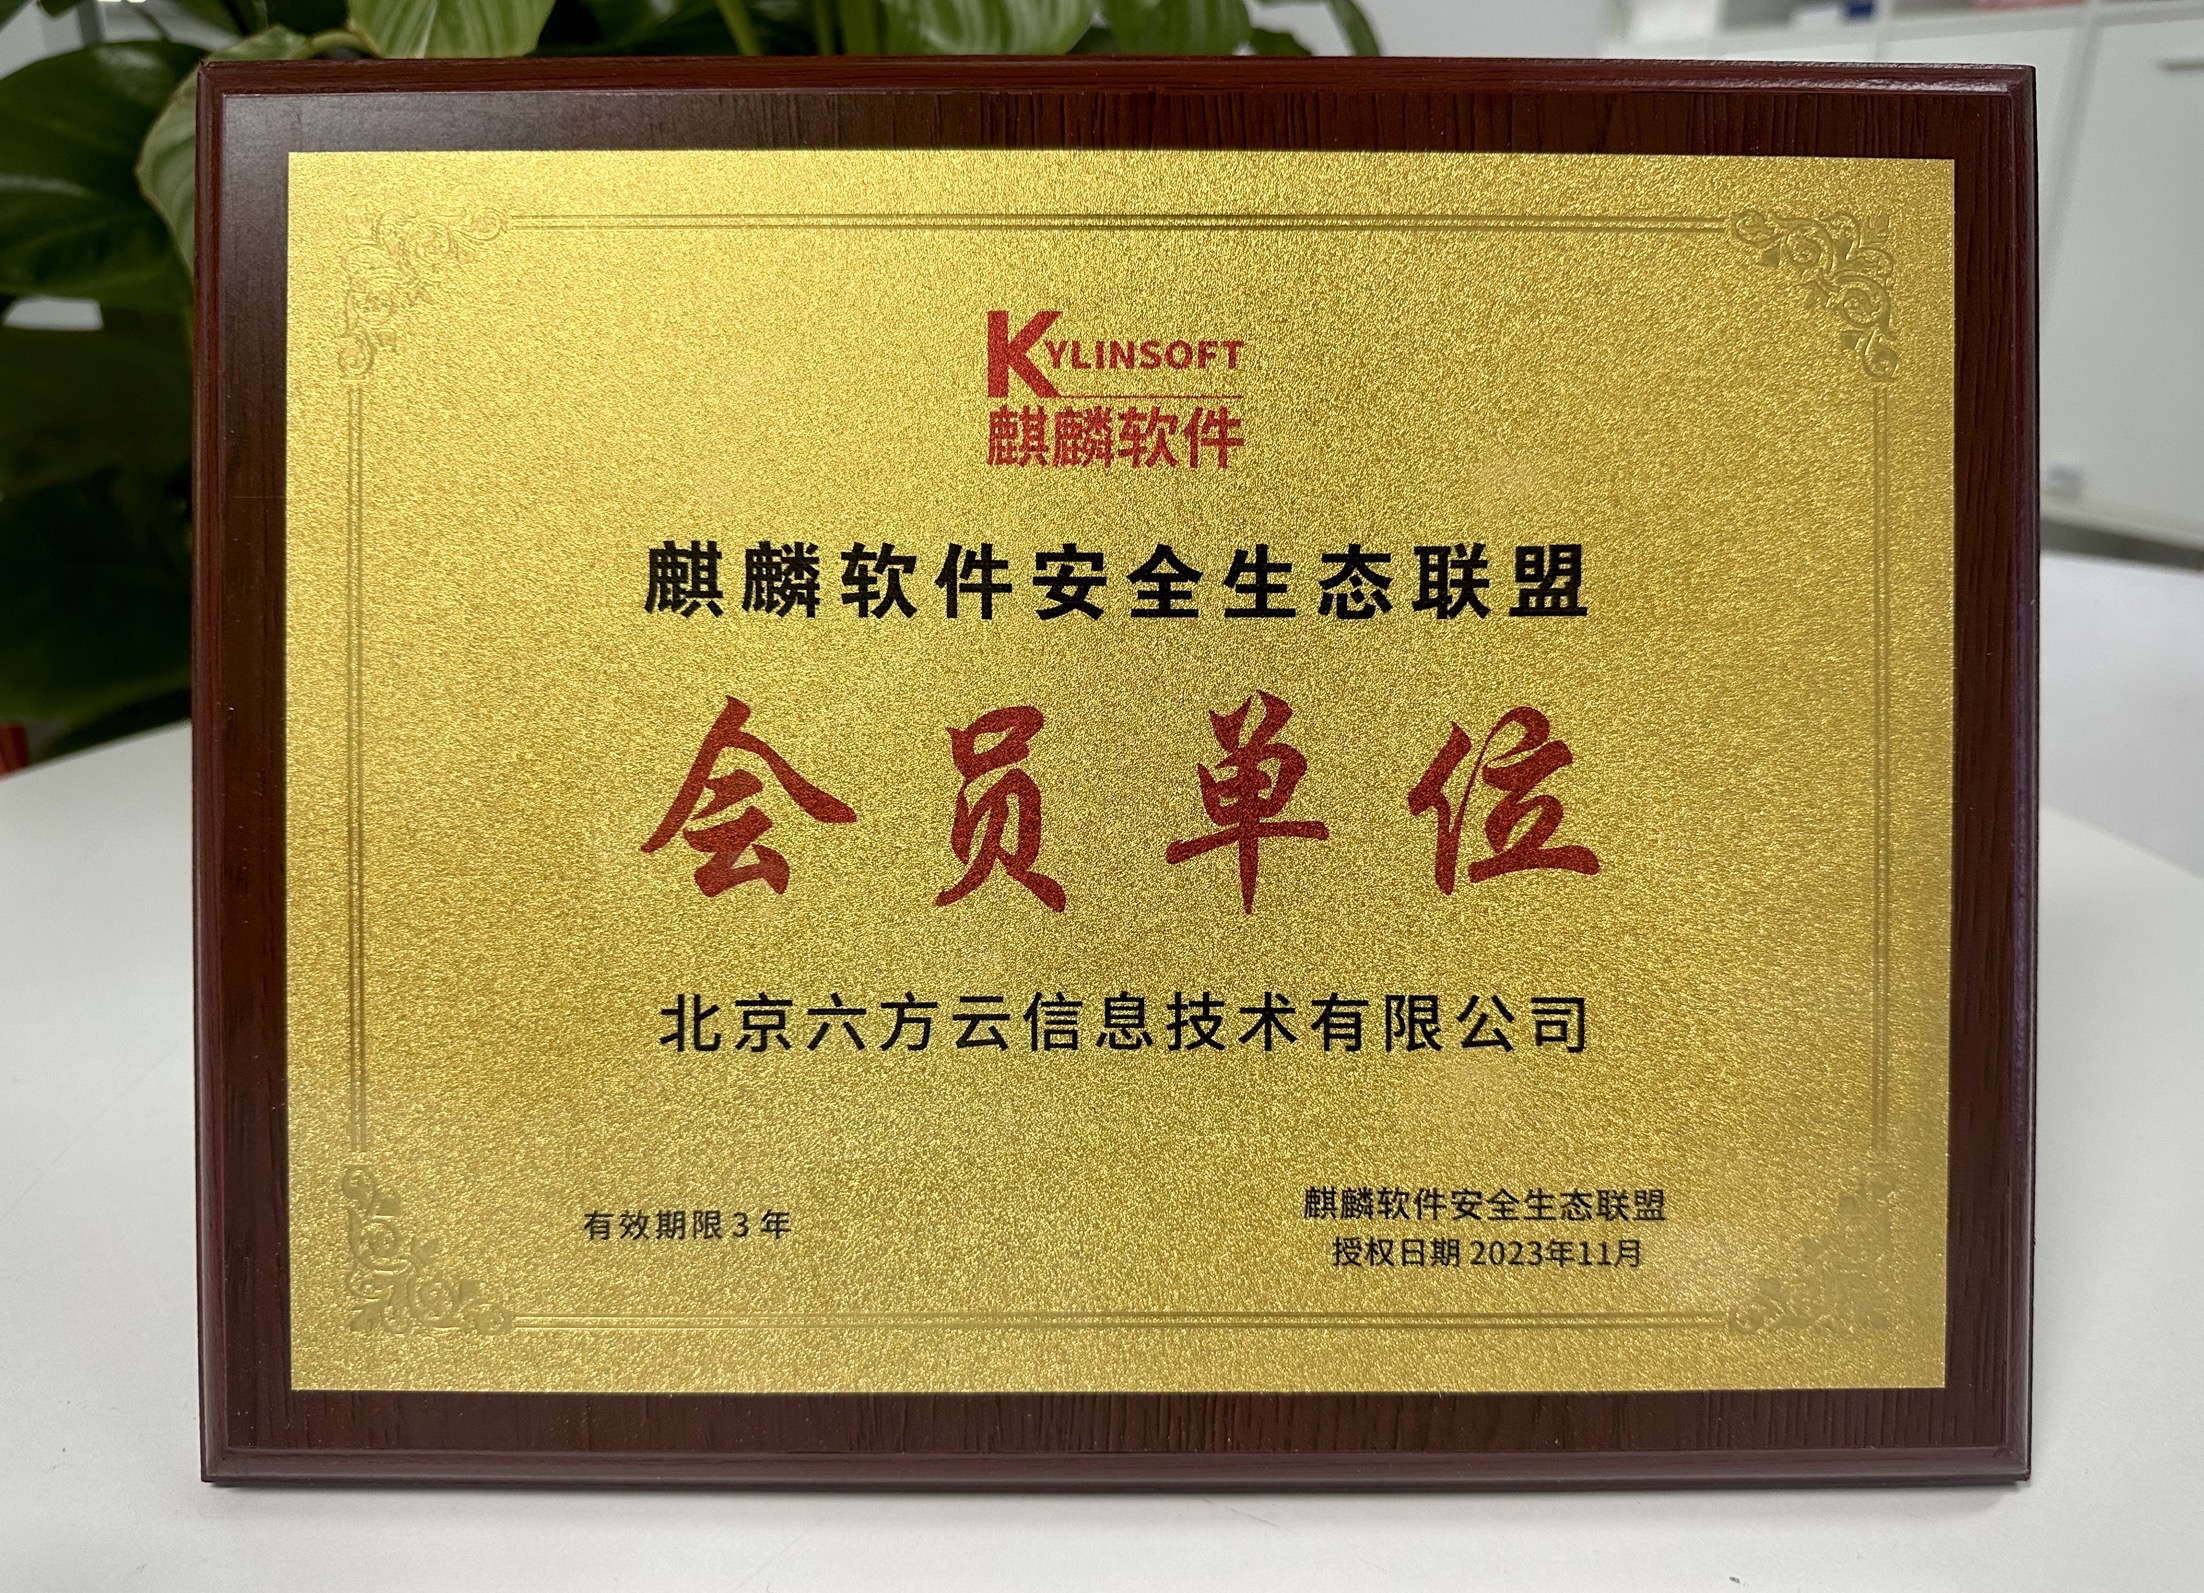 KYLINSOFT
麒麟软件
麒麟软件安全生态联盟
会员单位
北京六方云信息技术有限公司
有效期限3年
麒麟软件安全生态联盟
授权日期2023年11月